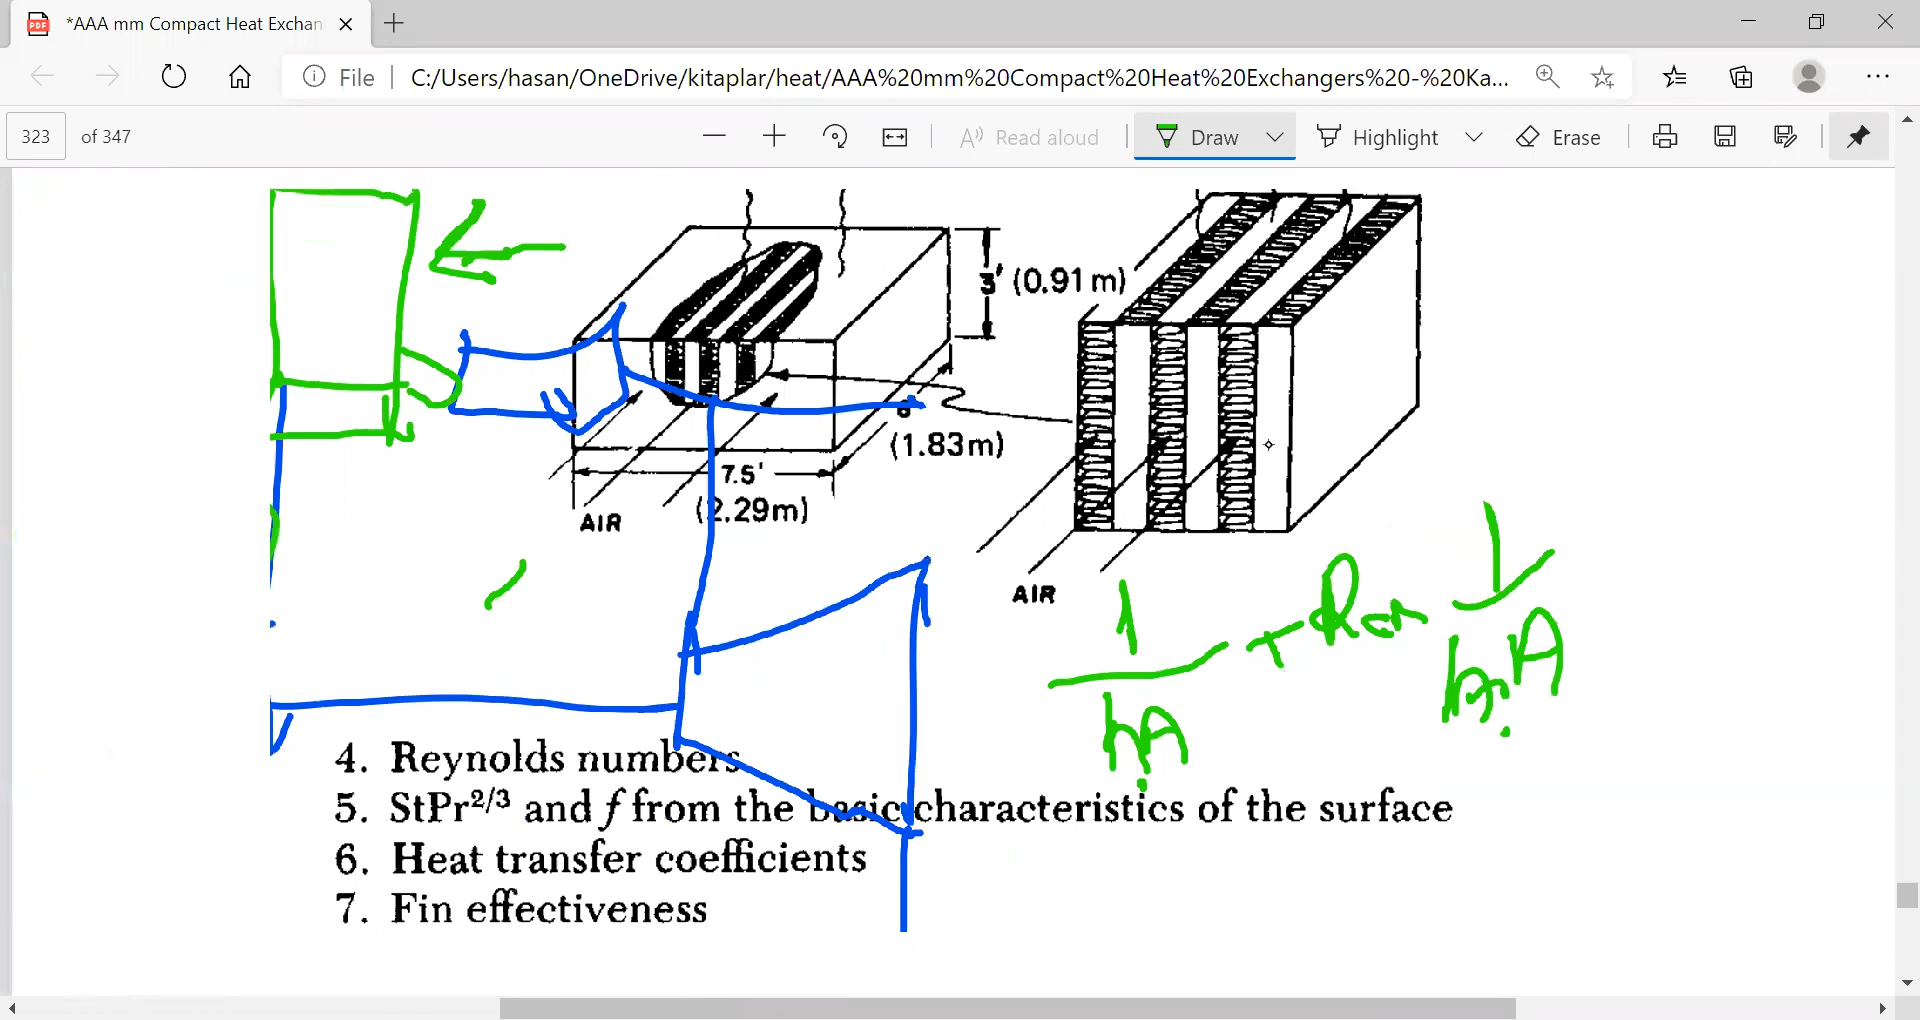 *AAA mm Compact Heat Exchan
File
C:/Users/hasan/OneDrive/kitaplar/heat/AAA%20mm%20Compact%20Heat%20Exchangers%20-%20Ka...
323 of 347
Read aloud
Draw
Highlight
Erase
3' (0.91 m)
(1.83m)
7.5'
(2.29m)
AIR
AIR
1
hA
+
1
A
4. Reynolds numbers
5. StPr²/³ and f from the basic characteristics of the surface
6. Heat transfer coefficients
7. Fin effectiveness